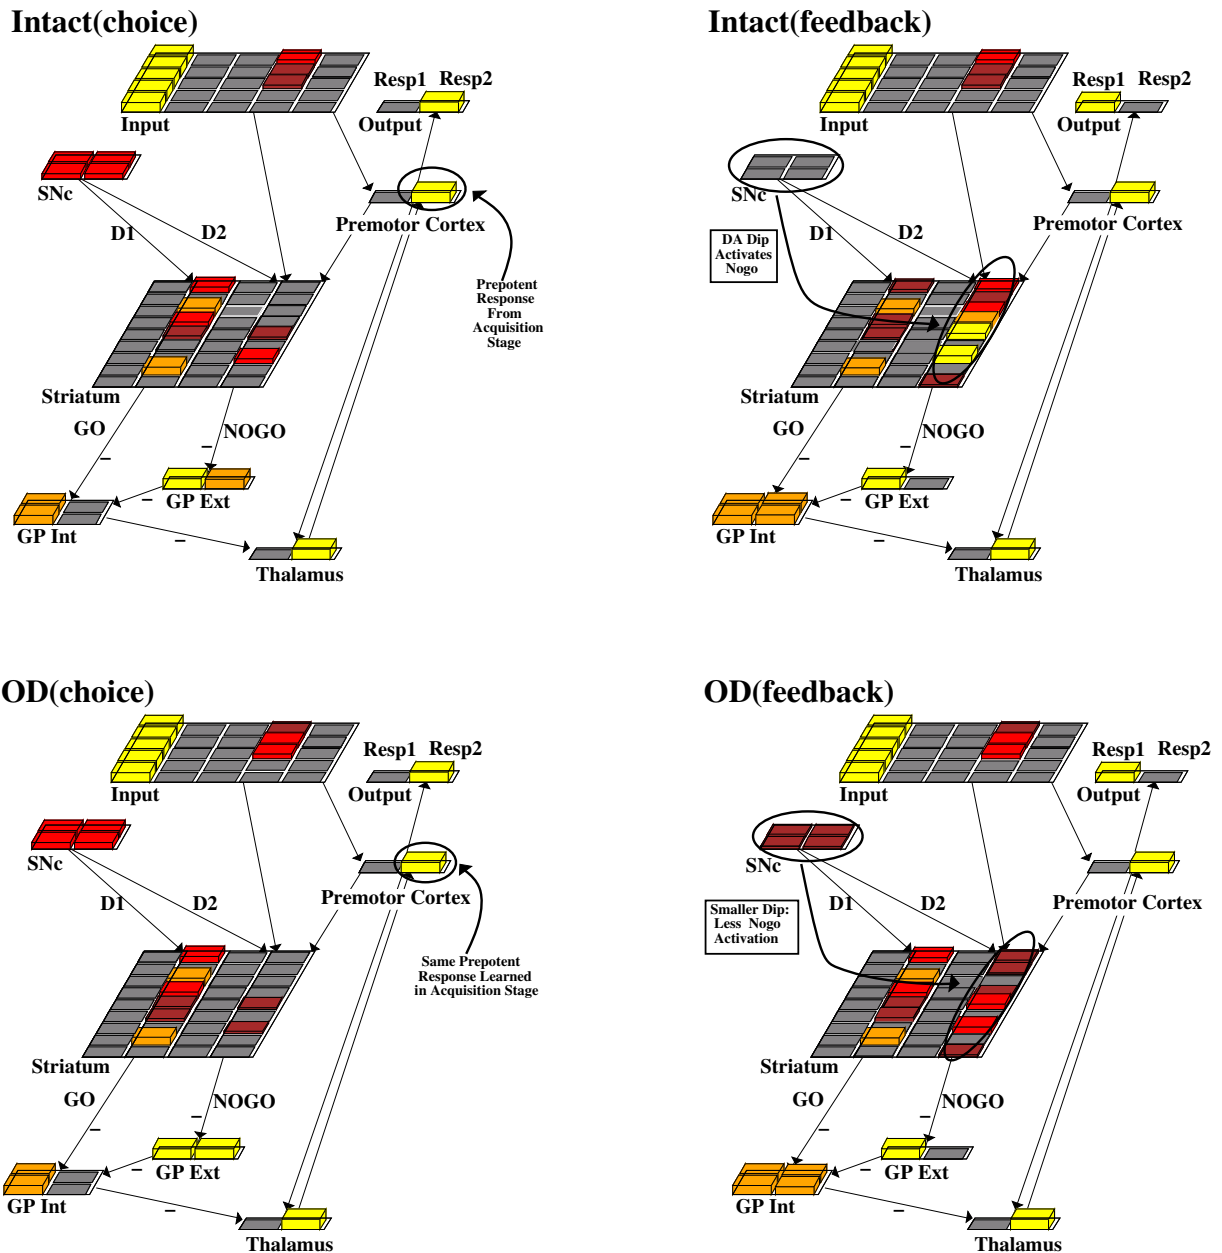 Intact(choice)
Resp1 Resp2
Input
Output
SNc
D1
D2
Premotor Cortex
Prepotent
Response
From
Acquisition
Stage
Striatum
GO
NOGO
–
–
GP Ext
–
GP Int
–
Thalamus
Intact(feedback)
Resp1 Resp2
Input
Output
SNc
D1
D2
Premotor Cortex
DA Dip
Activates
Nogo
Striatum
GO
NOGO
–
–
GP Ext
–
GP Int
–
Thalamus
OD(choice)
Resp1 Resp2
Input
Output
SNc
D1
D2
Premotor Cortex
Same Prepotent
Response Learned
in Acquisition Stage
Striatum
GO
NOGO
–
–
GP Ext
–
GP Int
–
Thalamus
OD(feedback)
Resp1 Resp2
Input
Output
SNc
D1
D2
Premotor Cortex
Smaller Dip:
Less Nogo
Activation
Striatum
GO
NOGO
–
–
GP Ext
–
GP Int
–
Thalamus